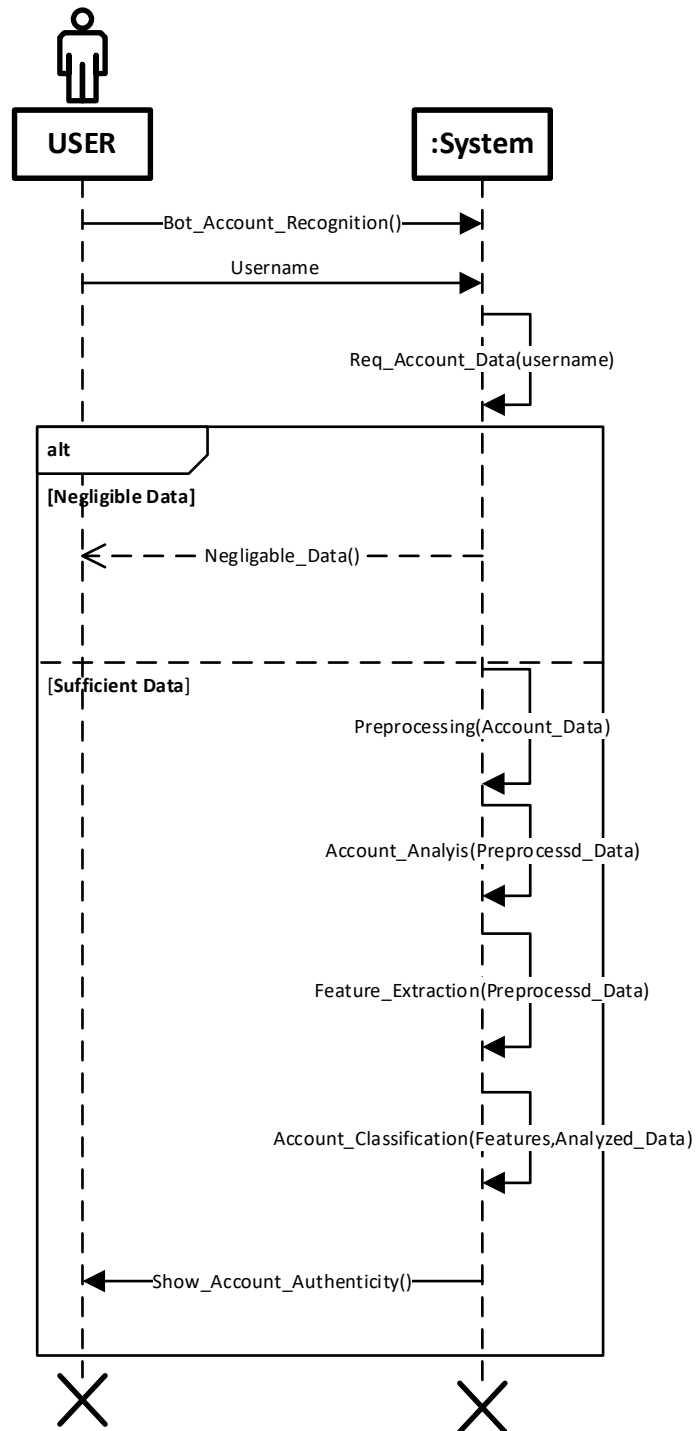 USER
:System
Bot_Account_Recognition()
Username
Req_Account_Data(username)
alt
[Negligible Data]
Negligable_Data()
[Sufficient Data]
Preprocessing(Account_Data)
Account_Analyis(Preprocessd_Data)
Feature_Extraction(Preprocessd_Data)
Account_Classification(Features,Analyzed_Data)
Show_Account_Authenticity()